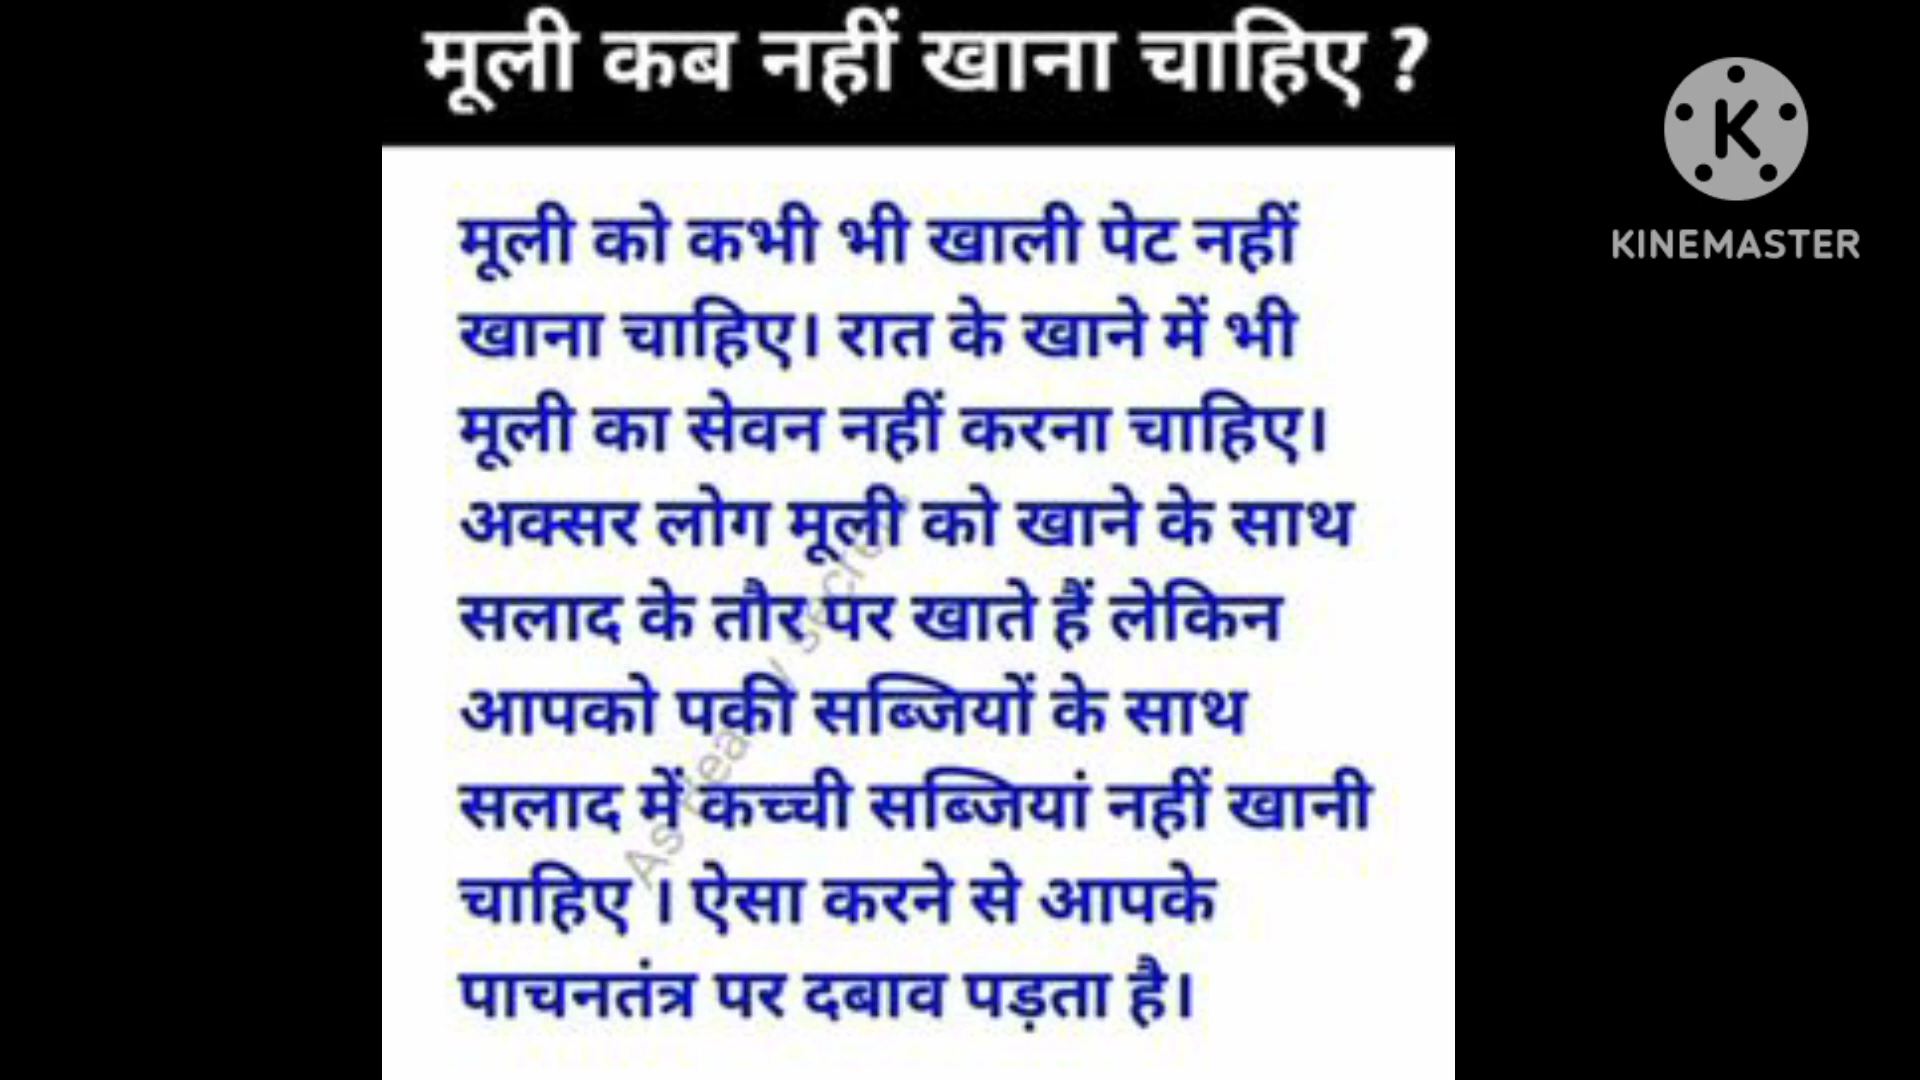 मूली कब नहीं खाना चाहिए ?
KINEMASTER
मूली को कभी भी खाली पेट नहीं
खाना चाहिए। रात के खाने में भी
मूली का सेवन नहीं करना चाहिए।
अक्सर लोग मूली को खाने के साथ
सलाद के तौर पर खाते हैं लेकिन
आपको पकी सब्जियों के साथ
सलाद में कच्ची सब्जियां नहीं खानी
चाहिए । ऐसा करने से आपके
पाचनतंत्र पर दबाव पड़ता है।